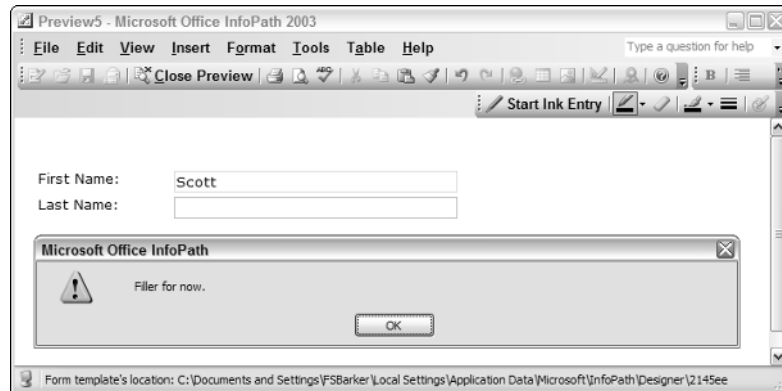 Preview5 - Microsoft Office InfoPath 2003
File Edit View Insert Format Tools Table Help Type a question for help
Close Preview B
Start Ink Entry
First Name: Scott
Last Name:
Microsoft Office InfoPath
Filler for now.
OK
Form template's location: C:\Documents and Settings\FSBarker\Local Settings\Application Data\Microsoft\InfoPath\Designer\2145ee